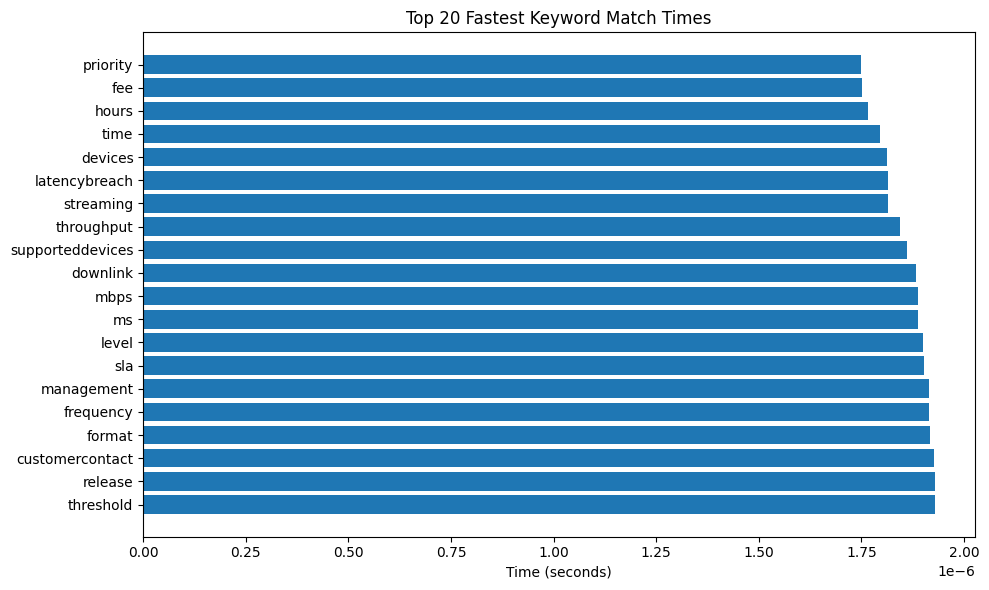 Top 20 Fastest Keyword Match Times
priority
fee
hours
time
devices
latencybreach
streaming
throughput
supporteddevices
downlink
mbps
ms
level
sla
management
frequency
format
customercontact
release
threshold
0.00 0.25 0.50 0.75 1.00 1.25 1.50 1.75 2.00
1e−6
Time (seconds)